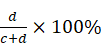 d/(c+d) × 100%